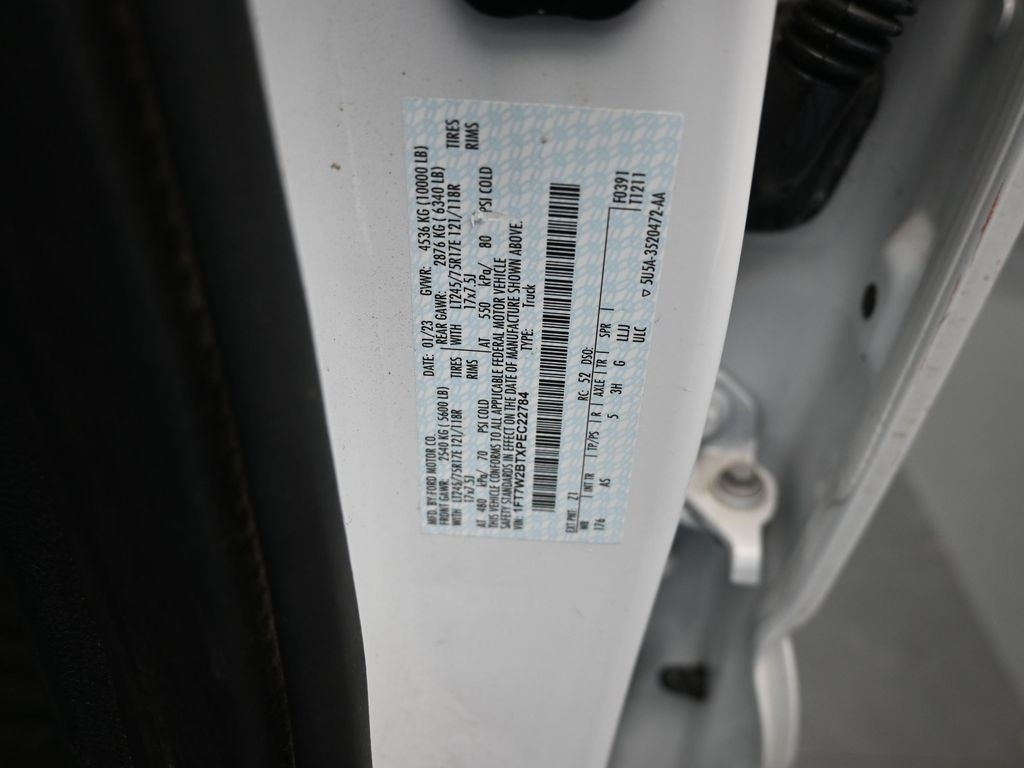 MFD. BY FORD MOTOR CO. DATE: 01/23 GVWR: 4536 KG (10000 LB)
FRONT GAWR: 2540 KG ( 5600 LB) REAR GAWR: 2876 KG ( 6340 LB)
WITH LT245/75R17E 121/118R TIRES WITH LT245/75R17E 121/118R TIRES
17x7.5J RIMS 17x7.5J RIMS
AT 480 kPa/ 70 PSI COLD AT 550 kPa/ 80 PSI COLD
THIS VEHICLE CONFORMS TO ALL APPLICABLE FEDERAL MOTOR VEHICLE
SAFETY STANDARDS IN EFFECT ON THE DATE OF MANUFACTURE SHOWN ABOVE.
VIN: 1FT7W2BTXPEC22784 TYPE: Truck
EXT PNT: Z1 RC: 52 DSO: F0391
WB INT TR TP/PS R AXLE TR SPR T1211
176 AS 5 3H G LLJ
ULC ▽ 5U5A-3520472-AA